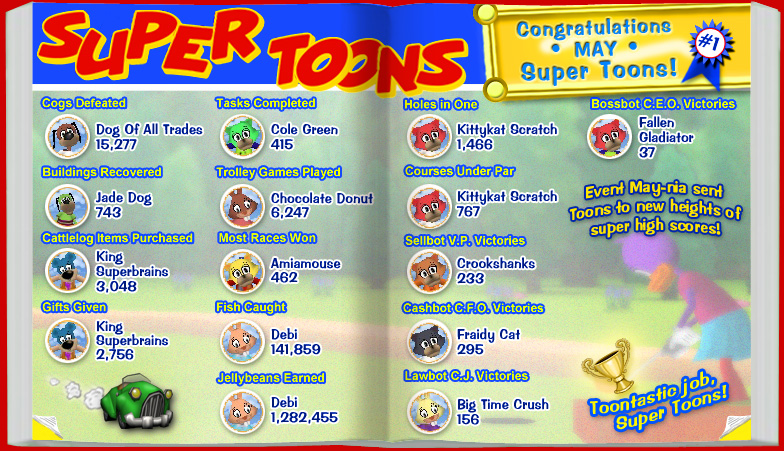 SUPER TOONS
Congratulations
• MAY •
Super Toons!
#1
Cogs Defeated
Dog Of All Trades
15,277
Buildings Recovered
Jade Dog
743
Cattlelog Items Purchased
King
Superbrains
3,048
Gifts Given
King
Superbrains
2,756
Tasks Completed
Cole Green
415
Trolley Games Played
Chocolate Donut
6,247
Most Races Won
Amiamouse
462
Fish Caught
Debi
141,859
Jellybeans Earned
Debi
1,282,455
Holes in One
Kittykat Scratch
1,466
Courses Under Par
Kittykat Scratch
767
Sellbot V.P. Victories
Crookshanks
233
Cashbot C.F.O. Victories
Fraidy Cat
295
Lawbot C.J. Victories
Big Time Crush
156
Bossbot C.E.O. Victories
Fallen
Gladiator
37
Event May-nia sent
Toons to new heights of
super high scores!
Toontastic job,
Super Toons!